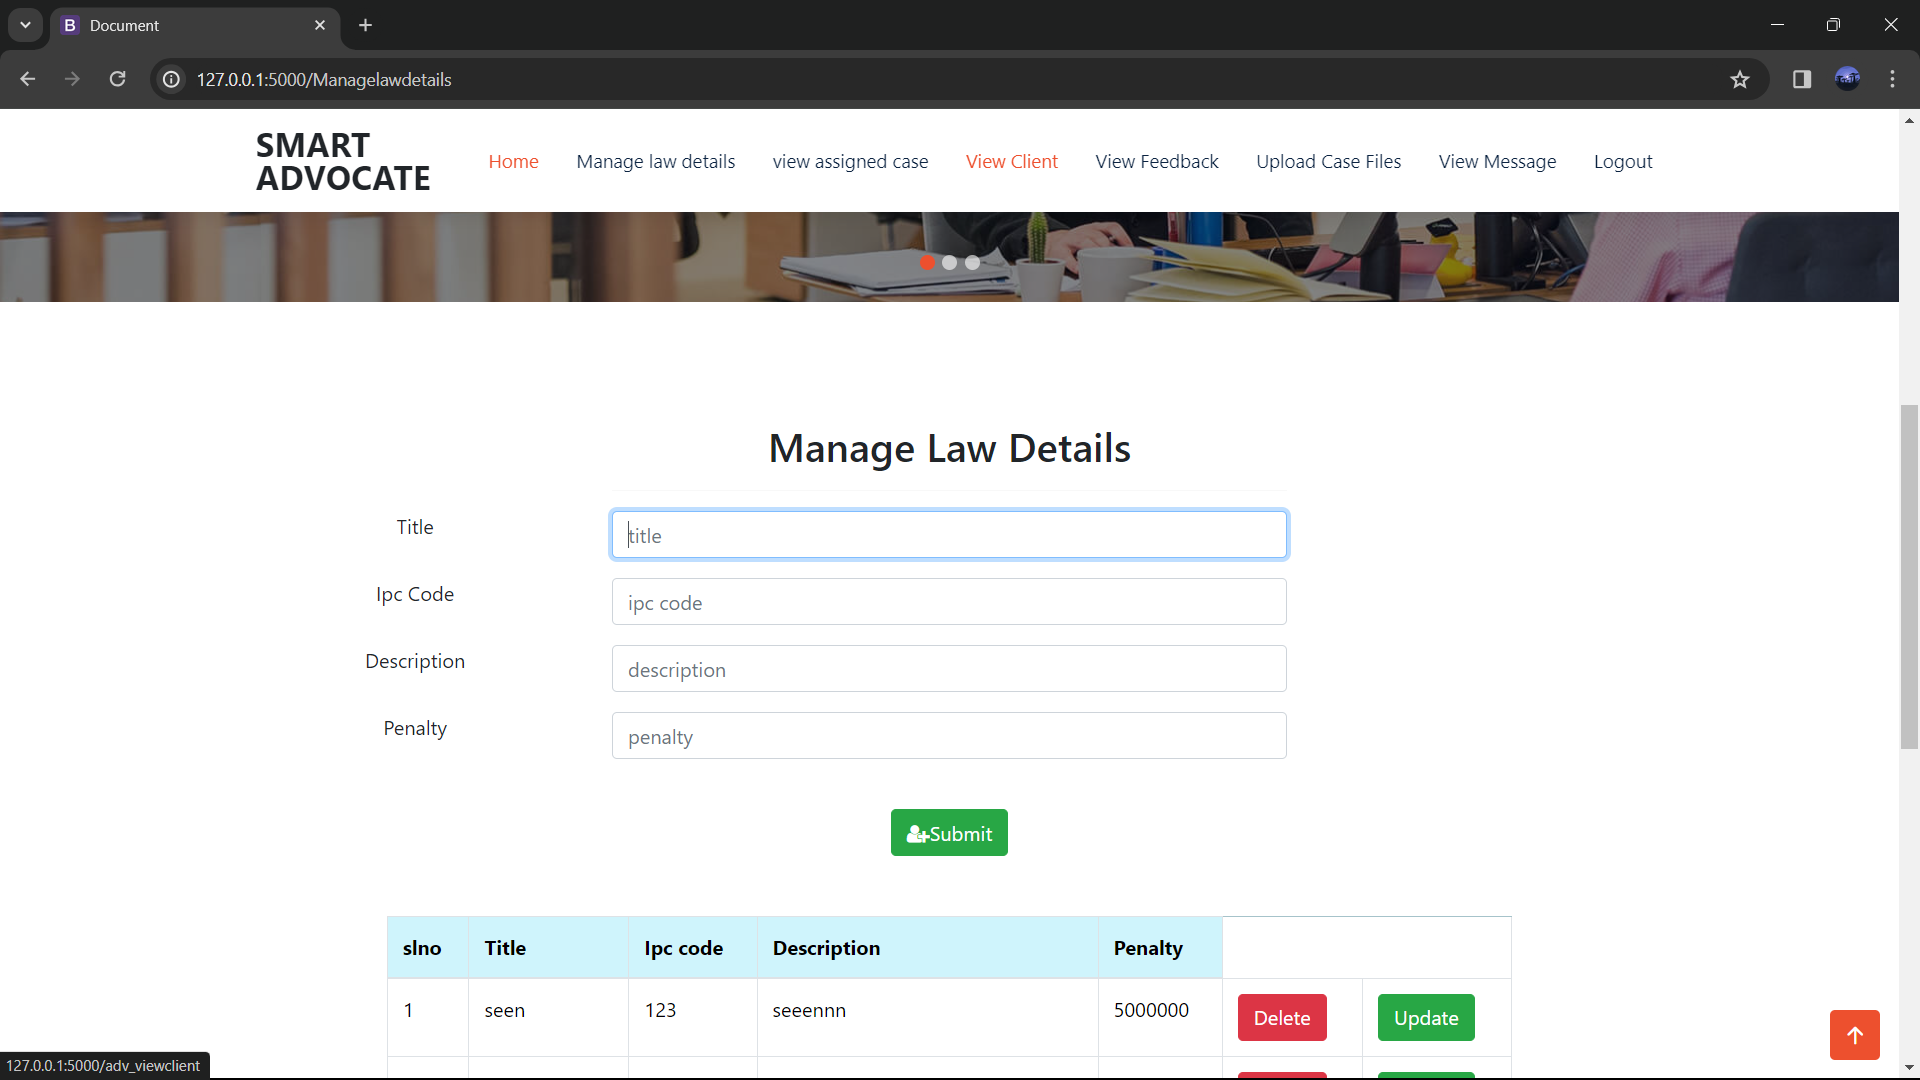 Document
127.0.0.1:5000/Managelawdetails
SMART
ADVOCATE
Home Manage law details view assigned case View Client View Feedback Upload Case Files View Message Logout
Manage Law Details
Title title
Ipc Code ipc code
Description description
Penalty penalty
Submit
slno Title Ipc code Description Penalty
1 seen 123 seeennn 5000000 Delete Update
127.0.0.1:5000/adv_viewclient